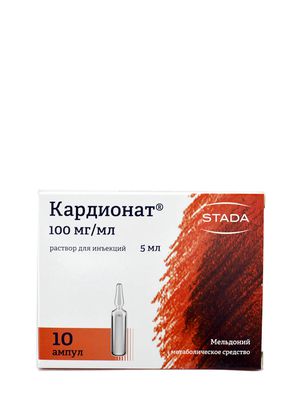 Кардионат®
STADA
100 мг/мл
раствор для инъекций 5 мл
10
ампул
Мельдоний
метаболическое средство